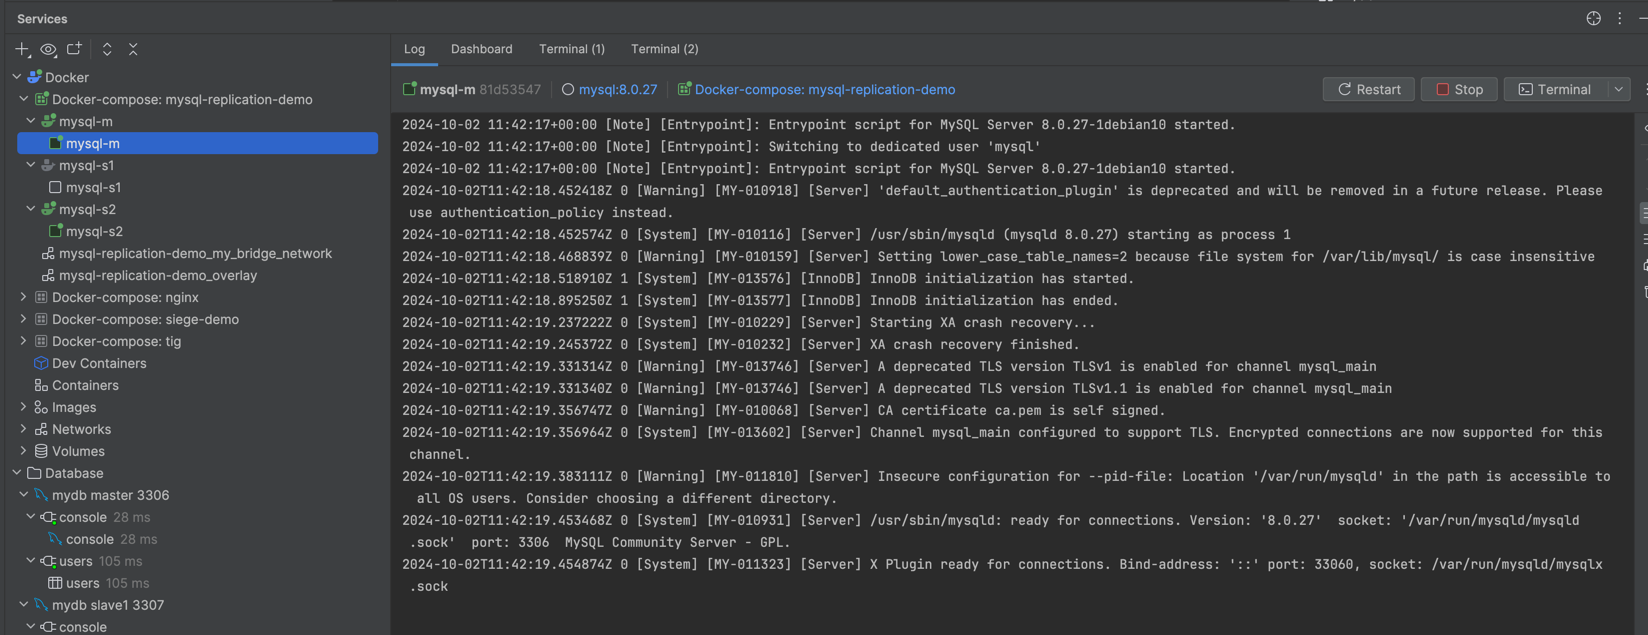 Services
Log
Dashboard
Terminal (1)
Terminal (2)
Docker
Docker-compose: mysql-replication-demo
mysql-m
mysql-m
mysql-s1
mysql-s1
mysql-s2
mysql-s2
mysql-replication-demo_my_bridge_network
mysql-replication-demo_overlay
Docker-compose: nginx
Docker-compose: siege-demo
Docker-compose: tig
Dev Containers
Containers
Images
Networks
Volumes
Database
mydb master 3306
console 28 ms
console 28 ms
users 105 ms
users 105 ms
mydb slave1 3307
console
mysql-m 81d53547
mysql:8.0.27
Docker-compose: mysql-replication-demo
Restart
Stop
Terminal
2024-10-02 11:42:17+00:00 [Note] [Entrypoint]: Entrypoint script for MySQL Server 8.0.27-1debian10 started.
2024-10-02 11:42:17+00:00 [Note] [Entrypoint]: Switching to dedicated user 'mysql'
2024-10-02 11:42:17+00:00 [Note] [Entrypoint]: Entrypoint script for MySQL Server 8.0.27-1debian10 started.
2024-10-02T11:42:18.452418Z 0 [Warning] [MY-010918] [Server] 'default_authentication_plugin' is deprecated and will be removed in a future release. Please
use authentication_policy instead.
2024-10-02T11:42:18.452574Z 0 [System] [MY-010116] [Server] /usr/sbin/mysqld (mysqld 8.0.27) starting as process 1
2024-10-02T11:42:18.468839Z 0 [Warning] [MY-010159] [Server] Setting lower_case_table_names=2 because file system for /var/lib/mysql/ is case insensitive
2024-10-02T11:42:18.518910Z 1 [System] [MY-013576] [InnoDB] InnoDB initialization has started.
2024-10-02T11:42:18.895250Z 1 [System] [MY-013577] [InnoDB] InnoDB initialization has ended.
2024-10-02T11:42:19.237222Z 0 [System] [MY-010229] [Server] Starting XA crash recovery...
2024-10-02T11:42:19.245372Z 0 [System] [MY-010232] [Server] XA crash recovery finished.
2024-10-02T11:42:19.331314Z 0 [Warning] [MY-013746] [Server] A deprecated TLS version TLSv1 is enabled for channel mysql_main
2024-10-02T11:42:19.331340Z 0 [Warning] [MY-013746] [Server] A deprecated TLS version TLSv1.1 is enabled for channel mysql_main
2024-10-02T11:42:19.356747Z 0 [Warning] [MY-010068] [Server] CA certificate ca.pem is self signed.
2024-10-02T11:42:19.356964Z 0 [System] [MY-013602] [Server] Channel mysql_main configured to support TLS. Encrypted connections are now supported for this
channel.
2024-10-02T11:42:19.383111Z 0 [Warning] [MY-011810] [Server] Insecure configuration for --pid-file: Location '/var/run/mysqld' in the path is accessible to
all OS users. Consider choosing a different directory.
2024-10-02T11:42:19.453468Z 0 [System] [MY-010931] [Server] /usr/sbin/mysqld: ready for connections. Version: '8.0.27'  socket: '/var/run/mysqld/mysqld
.sock'  port: 3306  MySQL Community Server - GPL.
2024-10-02T11:42:19.454874Z 0 [System] [MY-011323] [Server] X Plugin ready for connections. Bind-address: '::' port: 33060, socket: /var/run/mysqld/mysqlx
.sock